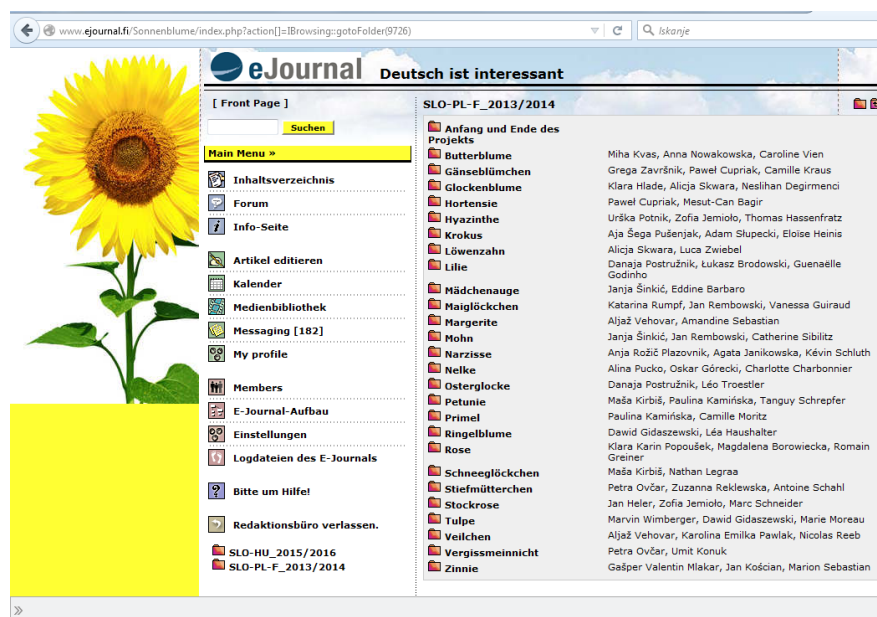 www.ejournal.fi/Sonnenblume/index.php?action[]=IBrowsing::gotoFolder(9726)
Iskanje
eJournal Deutsch ist interessant
[ Front Page ]
Suchen
Main Menu »
Inhaltsverzeichnis
Forum
Info-Seite
Artikel editieren
Kalender
Medienbibliothek
Messaging [182]
My profile
Members
E-Journal-Aufbau
Einstellungen
Logdateien des E-Journals
Bitte um Hilfe!
Redaktionsbüro verlassen.
SLO-HU_2015/2016
SLO-PL-F_2013/2014
SLO-PL-F_2013/2014
Anfang und Ende des
Projekts
Butterblume Miha Kvas, Anna Nowakowska, Caroline Vien
Gänseblümchen Grega Završnik, Paweł Cupriak, Camille Kraus
Glockenblume Klara Hlade, Alicja Skwara, Neslihan Degirmenci
Hortensie Paweł Cupriak, Mesut-Can Bagir
Hyazinthe Urška Potnik, Zofia Jemioło, Thomas Hassenfratz
Krokus Aja Šega Pušenjak, Adam Słupecki, Eloïse Heinis
Löwenzahn Alicja Skwara, Luca Zwiebel
Lilie Danaja Postružnik, Łukasz Brodowski, Guenaëlle
Godinho
Mädchenauge Janja Šinkić, Eddine Barbaro
Maiglöckchen Katarina Rumpf, Jan Rembowski, Vanessa Guiraud
Margerite Aljaž Vehovar, Amandine Sebastian
Mohn Janja Šinkić, Jan Rembowski, Catherine Sibilitz
Narzisse Anja Rožič Plazovnik, Agata Janikowska, Kévin Schluth
Nelke Alina Pucko, Oskar Górecki, Charlotte Charbonnier
Osterglocke Danaja Postružnik, Léo Troestler
Petunie Maša Kirbiš, Paulina Kamińska, Tanguy Schrepfer
Primel Paulina Kamińska, Camille Moritz
Ringelblume Dawid Gidaszewski, Léa Haushalter
Rose Klara Karin Popoušek, Magdalena Borowiecka, Romain
Greiner
Schneeglöckchen Maša Kirbiš, Nathan Legraa
Stiefmütterchen Petra Ovčar, Zuzanna Reklewska, Antoine Schahl
Stockrose Jan Heler, Zofia Jemioło, Marc Schneider
Tulpe Marvin Wimberger, Dawid Gidaszewski, Marie Moreau
Veilchen Aljaž Vehovar, Karolina Emilka Pawlak, Nicolas Reeb
Vergissmeinnicht Petra Ovčar, Umit Konuk
Zinnie Gašper Valentin Mlakar, Jan Kościan, Marion Sebastian